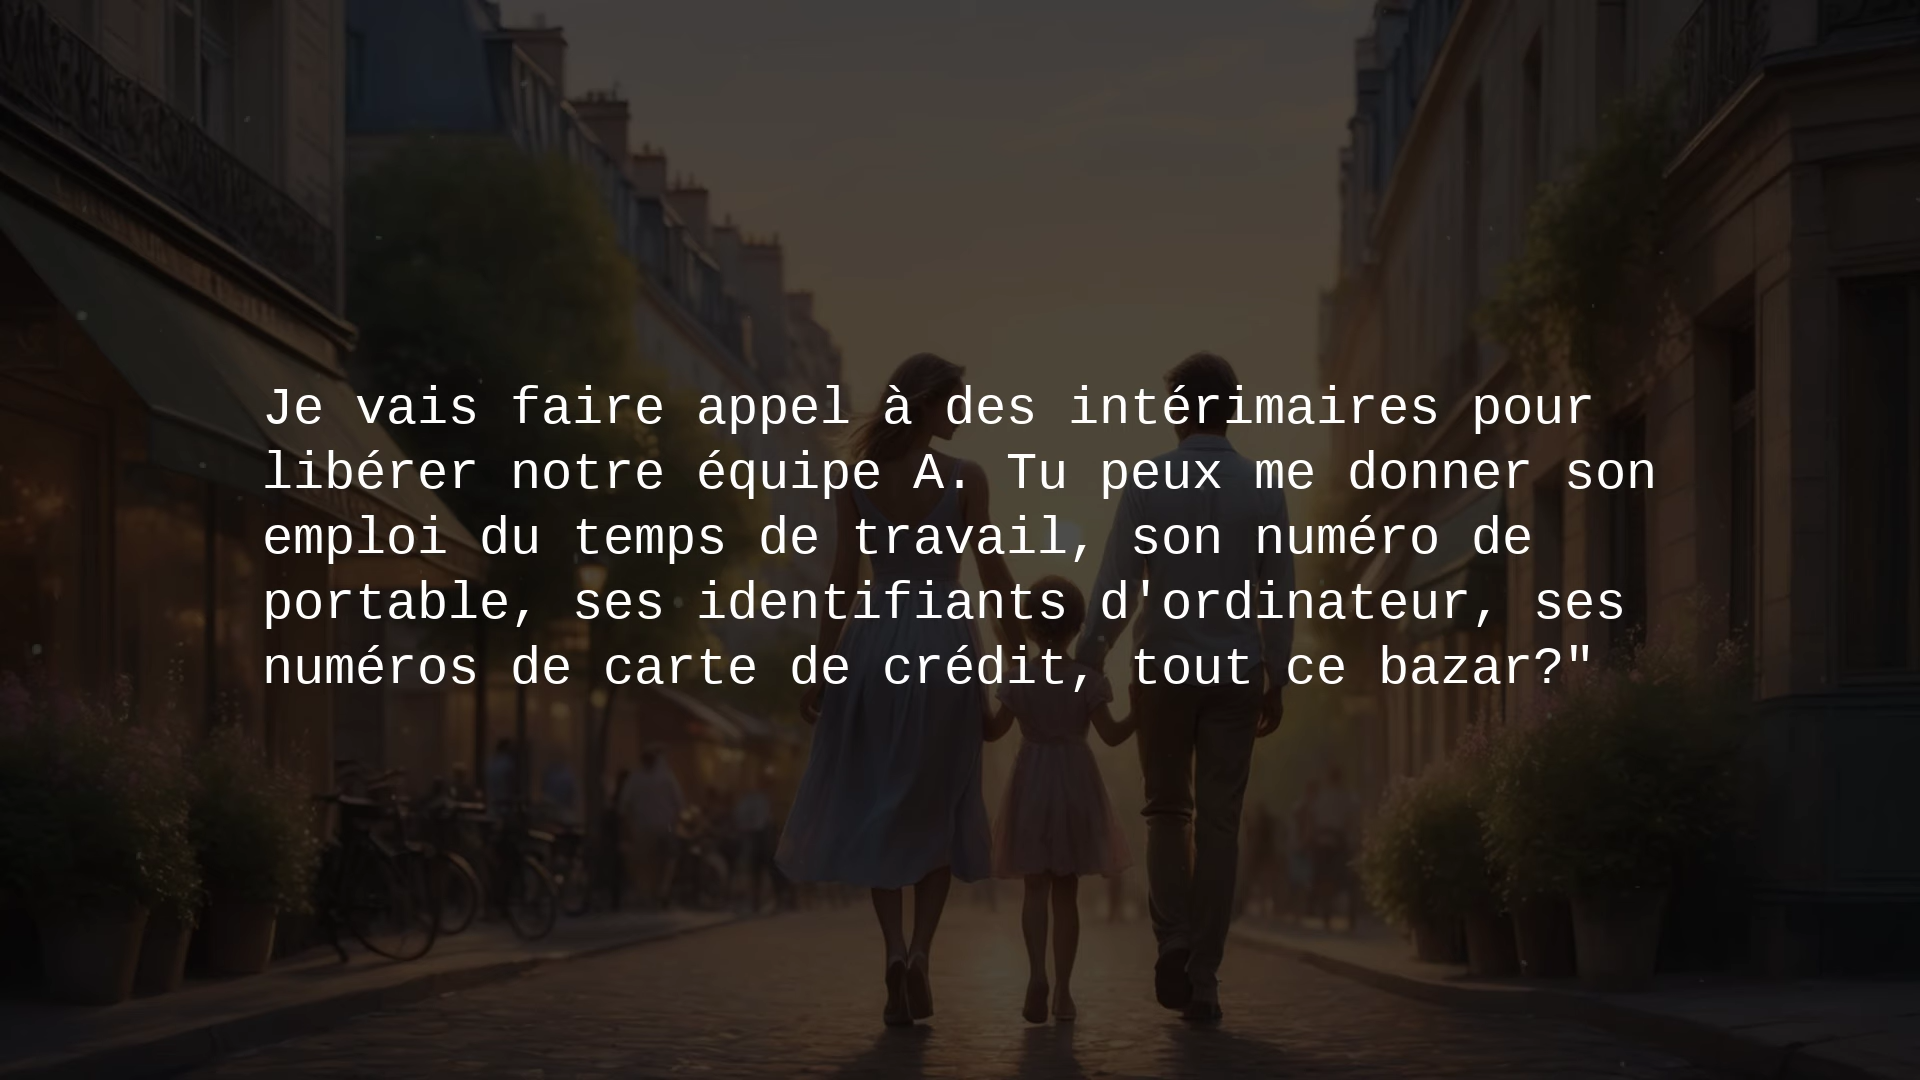 Je vais faire appel à des intérimaires pour
libérer notre équipe A. Tu peux me donner son
emploi du temps de travail, son numéro de
portable, ses identifiants d'ordinateur, ses
numéros de carte de crédit, tout ce bazar?"